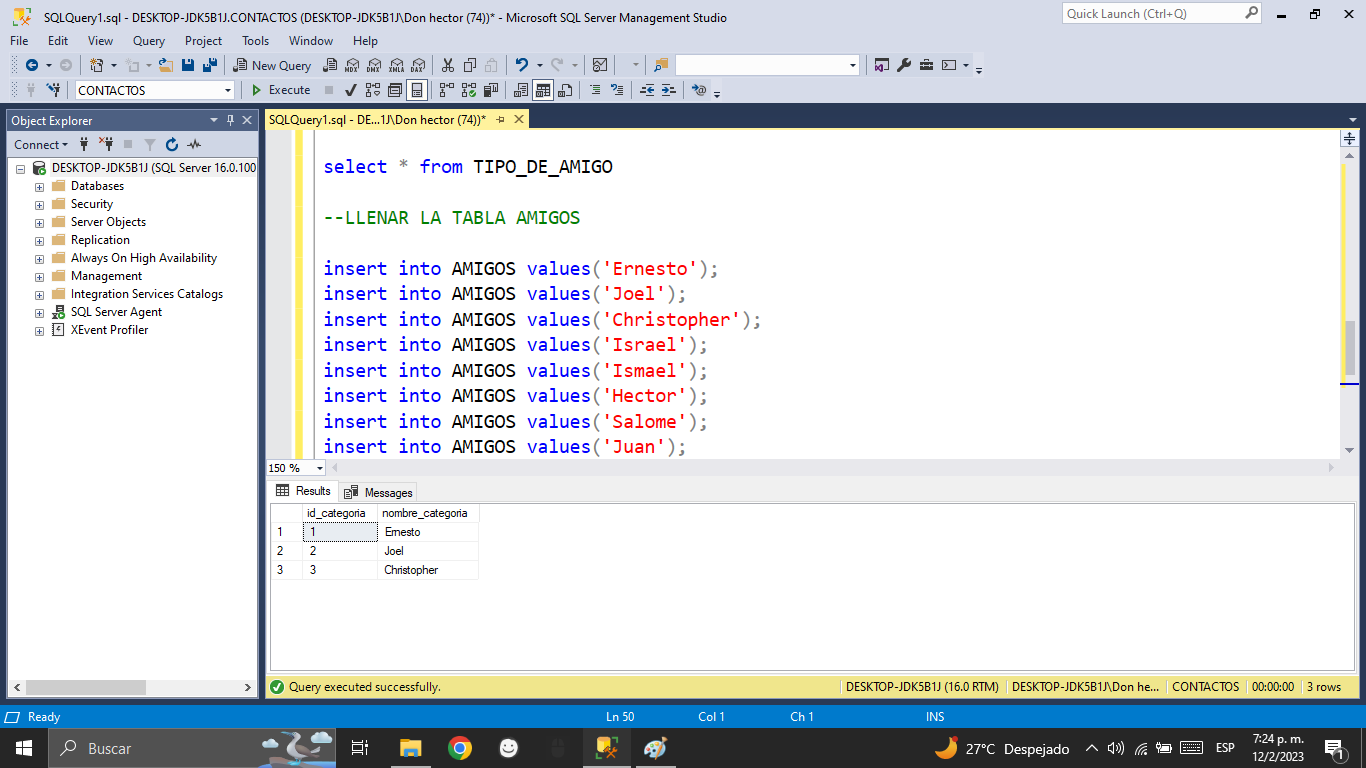 SQLQuery1.sql - DESKTOP-JDK5B1J.CONTACTOS (DESKTOP-JDK5B1J\Don hector (74))* - Microsoft SQL Server Management Studio
Quick Launch (Ctrl+Q)
File Edit View Query Project Tools Window Help
New Query MDX DMX XMLA DAX
CONTACTOS Execute
Object Explorer
Connect
DESKTOP-JDK5B1J (SQL Server 16.0.100
Databases
Security
Server Objects
Replication
Always On High Availability
Management
Integration Services Catalogs
SQL Server Agent
XEvent Profiler
SQLQuery1.sql - DE...1J\Don hector (74))*
select * from TIPO_DE_AMIGO
--LLENAR LA TABLA AMIGOS
insert into AMIGOS values('Ernesto');
insert into AMIGOS values('Joel');
insert into AMIGOS values('Christopher');
insert into AMIGOS values('Israel');
insert into AMIGOS values('Ismael');
insert into AMIGOS values('Hector');
insert into AMIGOS values('Salome');
insert into AMIGOS values('Juan');
150 %
Results Messages
id_categoria nombre_categoria
1 1 Ernesto
2 2 Joel
3 3 Christopher
Query executed successfully. DESKTOP-JDK5B1J (16.0 RTM) DESKTOP-JDK5B1J\Don he... CONTACTOS 00:00:00 3 rows
Ready Ln 50 Col 1 Ch 1 INS
Buscar 27°C Despejado ESP 7:24 p. m.
12/2/2023 1